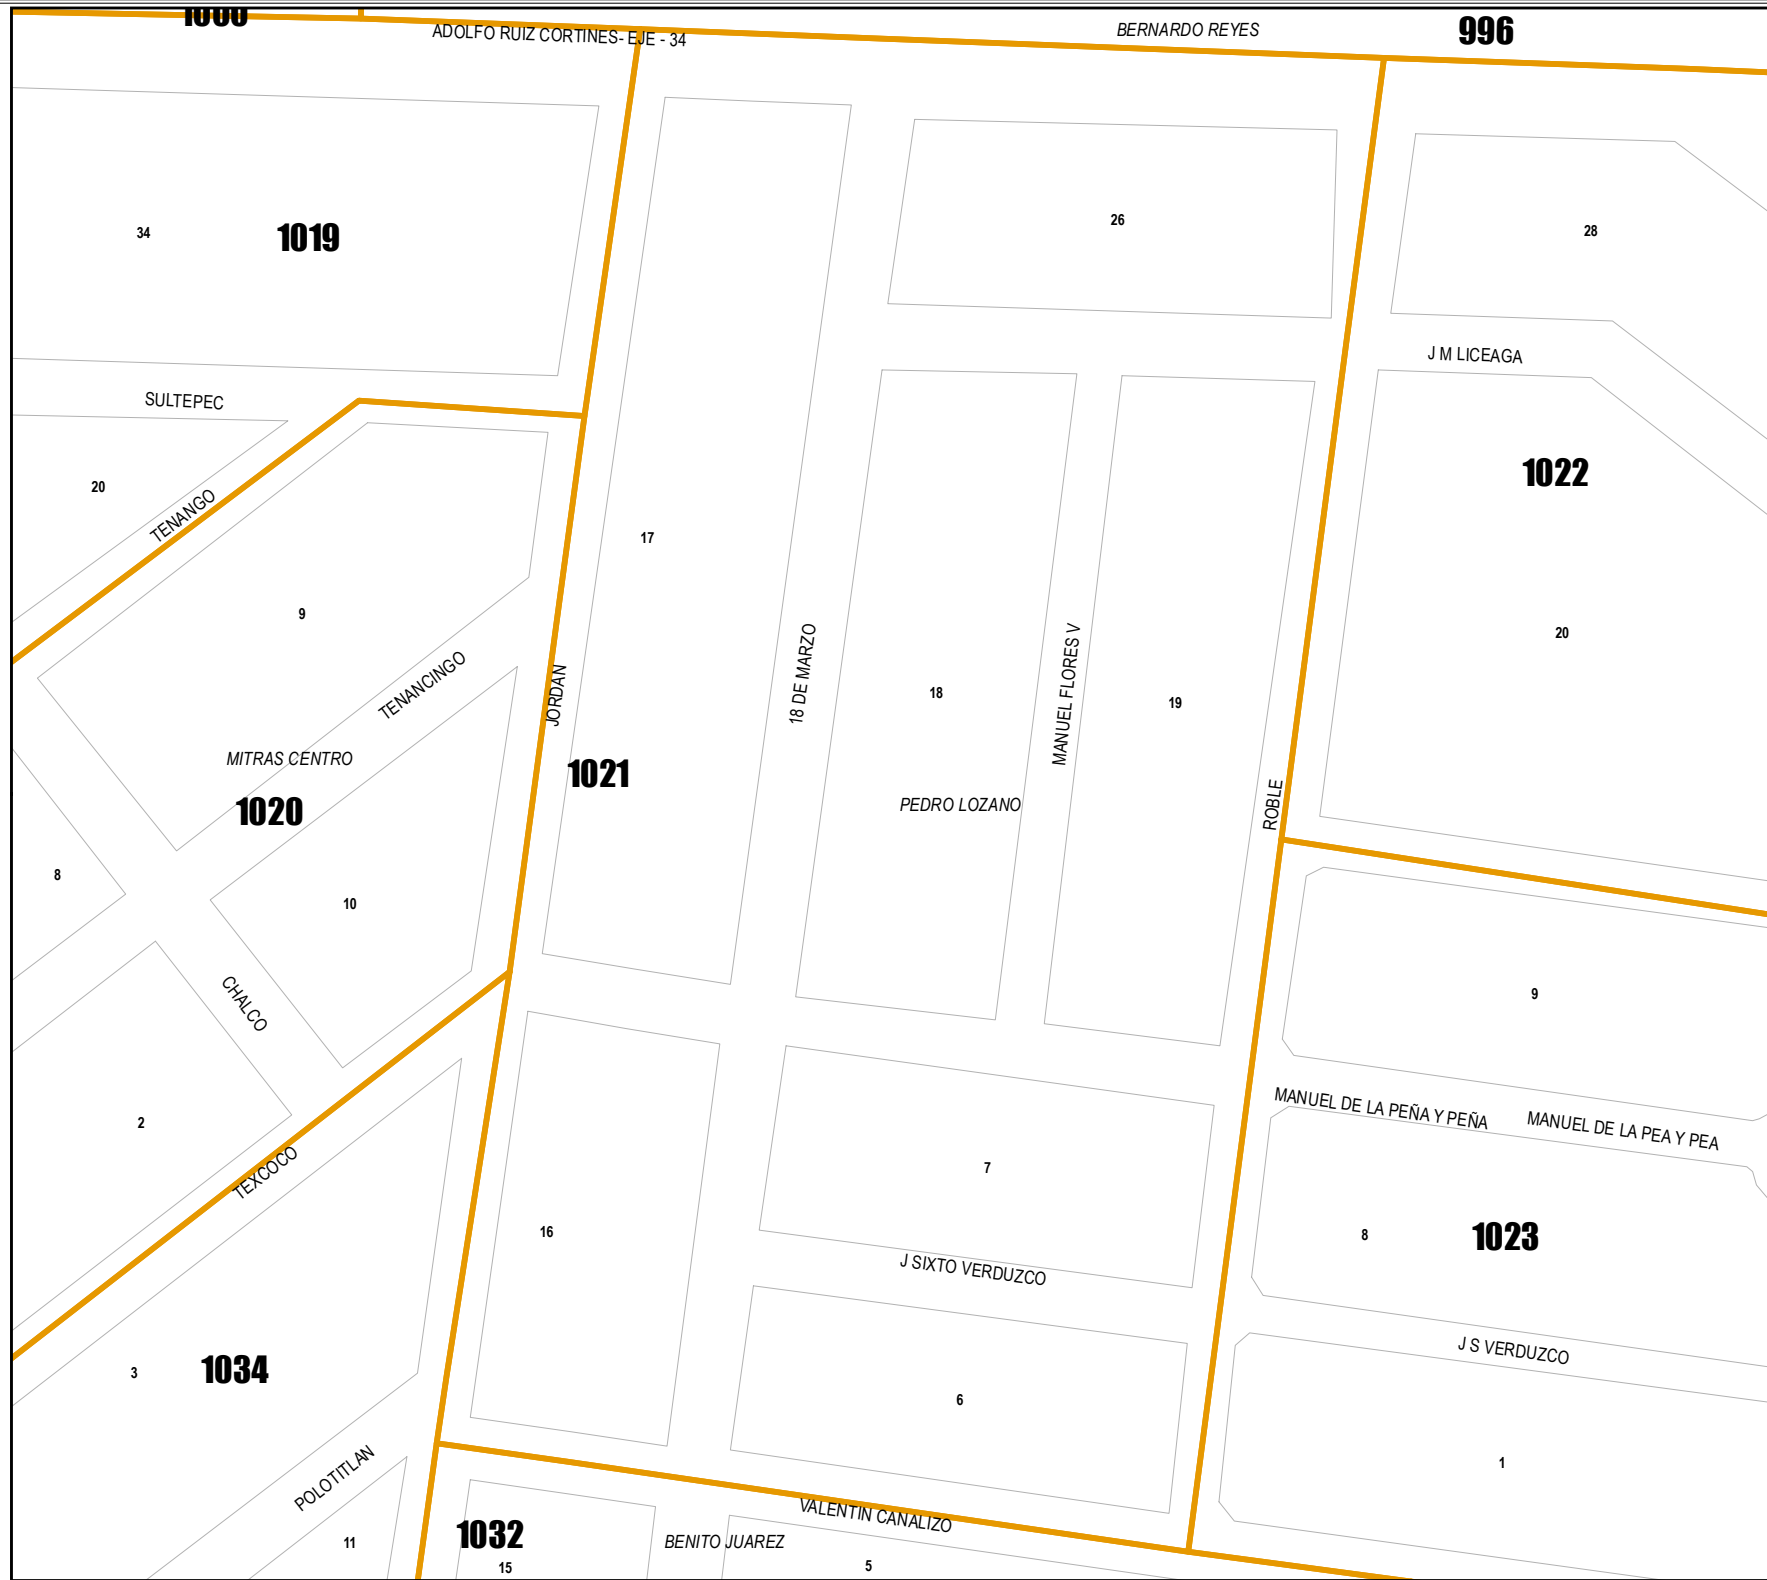 ADOLFO RUIZ CORTINES- EJE - 34
BERNARDO REYES
996
34
1019
26
28
J M LICEAGA
SULTEPEC
1022
20
TENANGO
17
9
20
TENANCINGO
JORDAN
18 DE MARZO
18
MANUEL FLORES V
19
MITRAS CENTRO
1021
1020
PEDRO LOZANO
ROBLE
8
10
9
CHALCO
2
MANUEL DE LA PEÑA Y PEÑA
MANUEL DE LA PEA Y PEA
TEXCOCO
7
16
8
1023
J SIXTO VERDUZCO
J S VERDUZCO
3
1034
6
POLOTITLAN
1
VALENTIN CANALIZO
11
1032
BENITO JUAREZ
15
5